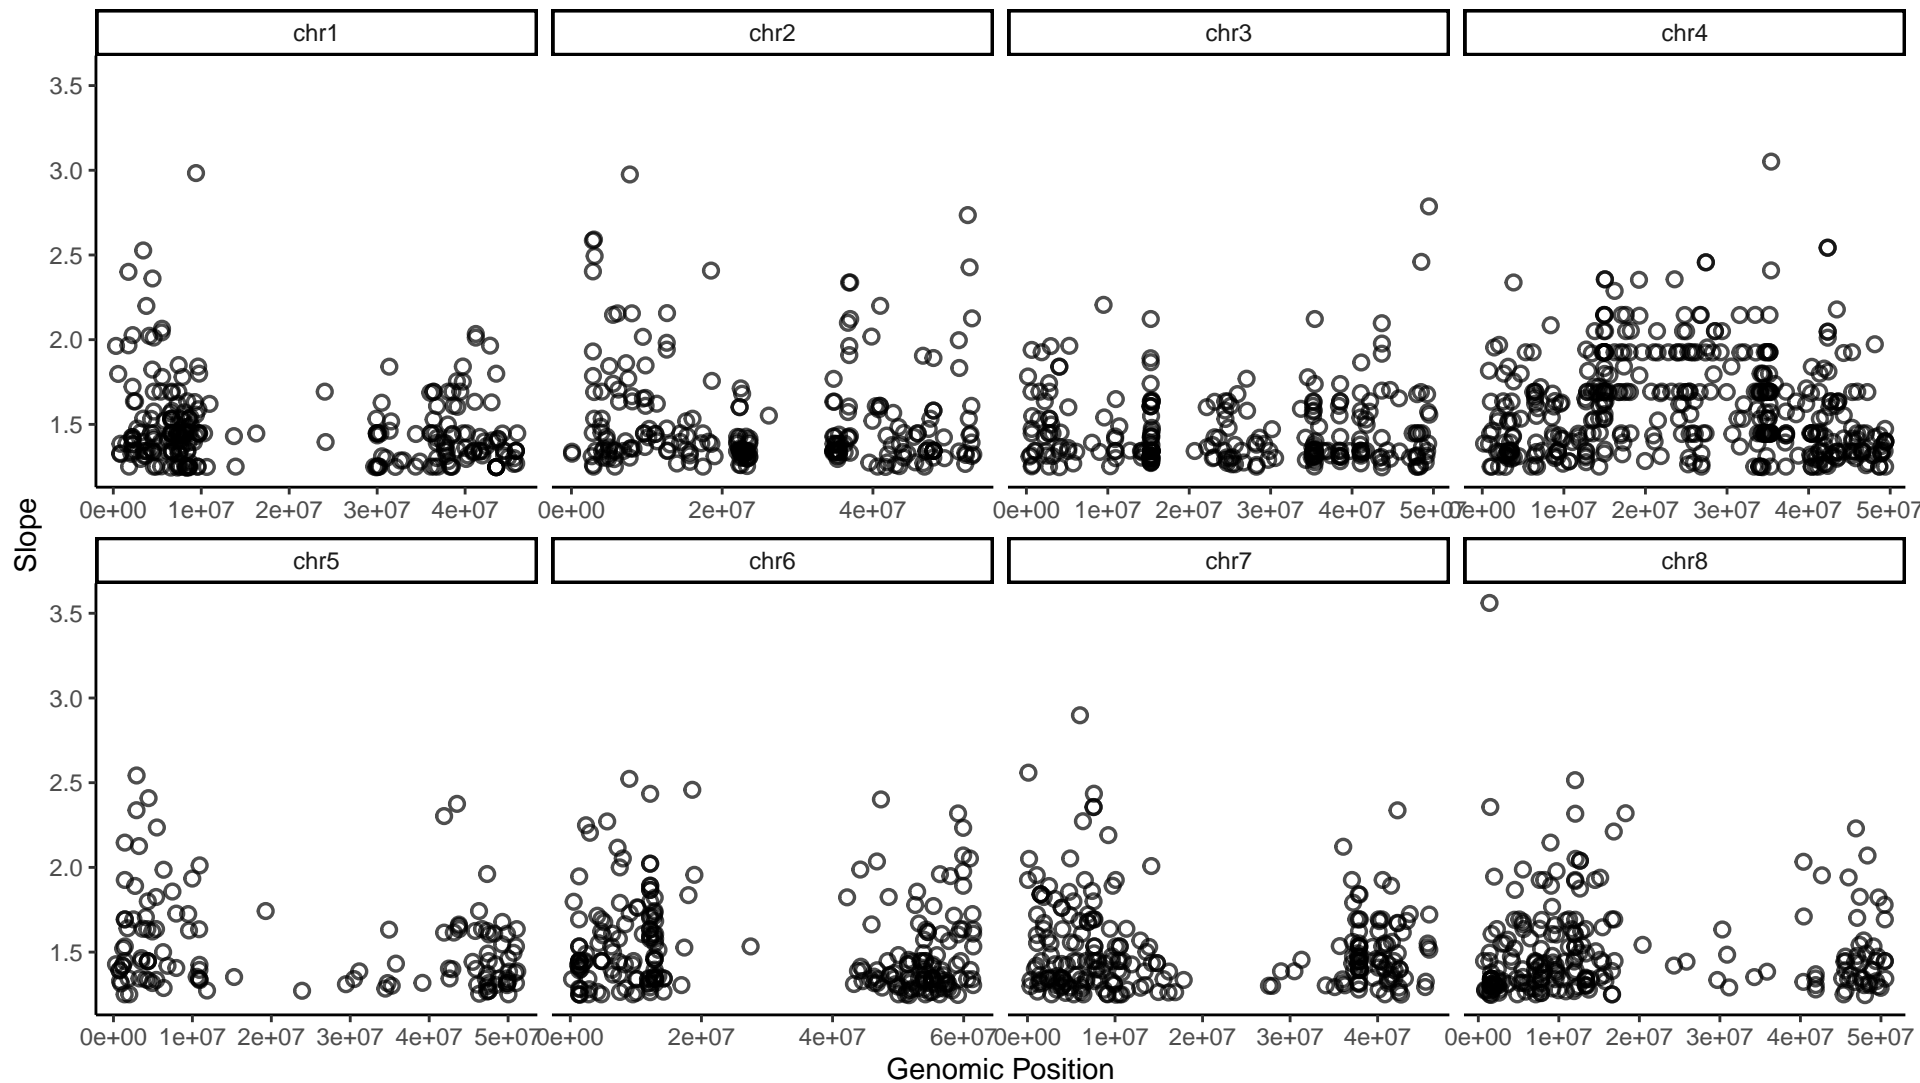 chr1 chr2 chr3 chr4
3.5
3.0
2.5
2.0
1.5
0e+00 1e+07 2e+07 3e+07 4e+07 0e+00 2e+07 4e+07 0e+00 1e+07 2e+07 3e+07 4e+07 5e+07 0e+00 1e+07 2e+07 3e+07 4e+07 5e+07
Slope
chr5 chr6 chr7 chr8
3.5
3.0
2.5
2.0
1.5
0e+00 1e+07 2e+07 3e+07 4e+07 5e+07 0e+00 2e+07 4e+07 6e+07 0e+00 1e+07 2e+07 3e+07 4e+07 0e+00 1e+07 2e+07 3e+07 4e+07 5e+07
Genomic Position